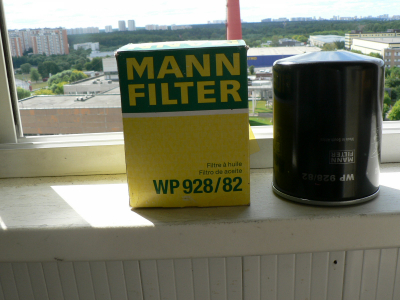 MANN
FILTER
Filtre à huile
Filtro de aceite
WP 928/82
MANN
FILTER
WP 928/82